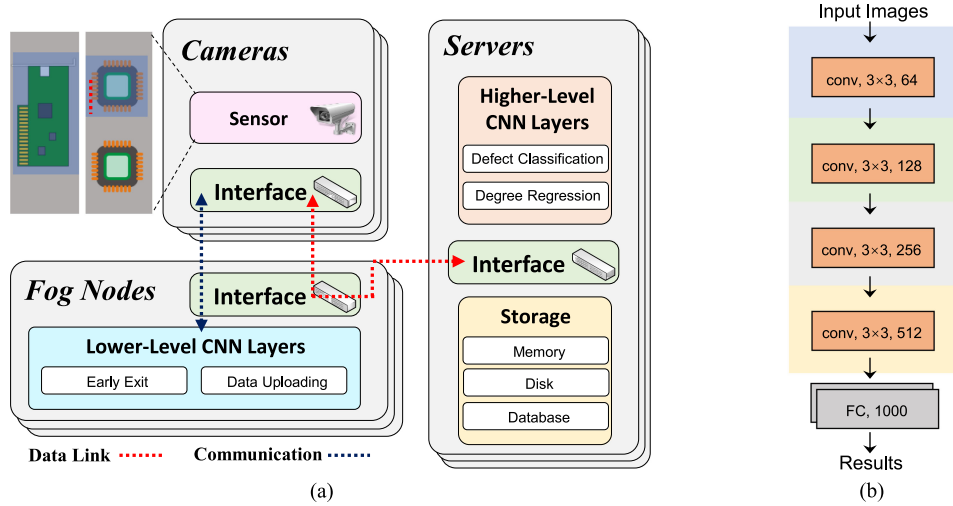 Cameras
Sensor
Interface
Fog Nodes
Interface
Lower-Level CNN Layers
Early Exit
Data Uploading
Data Link
Communication
Servers
Higher-Level
CNN Layers
Defect Classification
Degree Regression
Interface
Storage
Memory
Disk
Database
(a)
Input Images
conv, 3×3, 64
conv, 3×3, 128
conv, 3×3, 256
conv, 3×3, 512
FC, 1000
Results
(b)